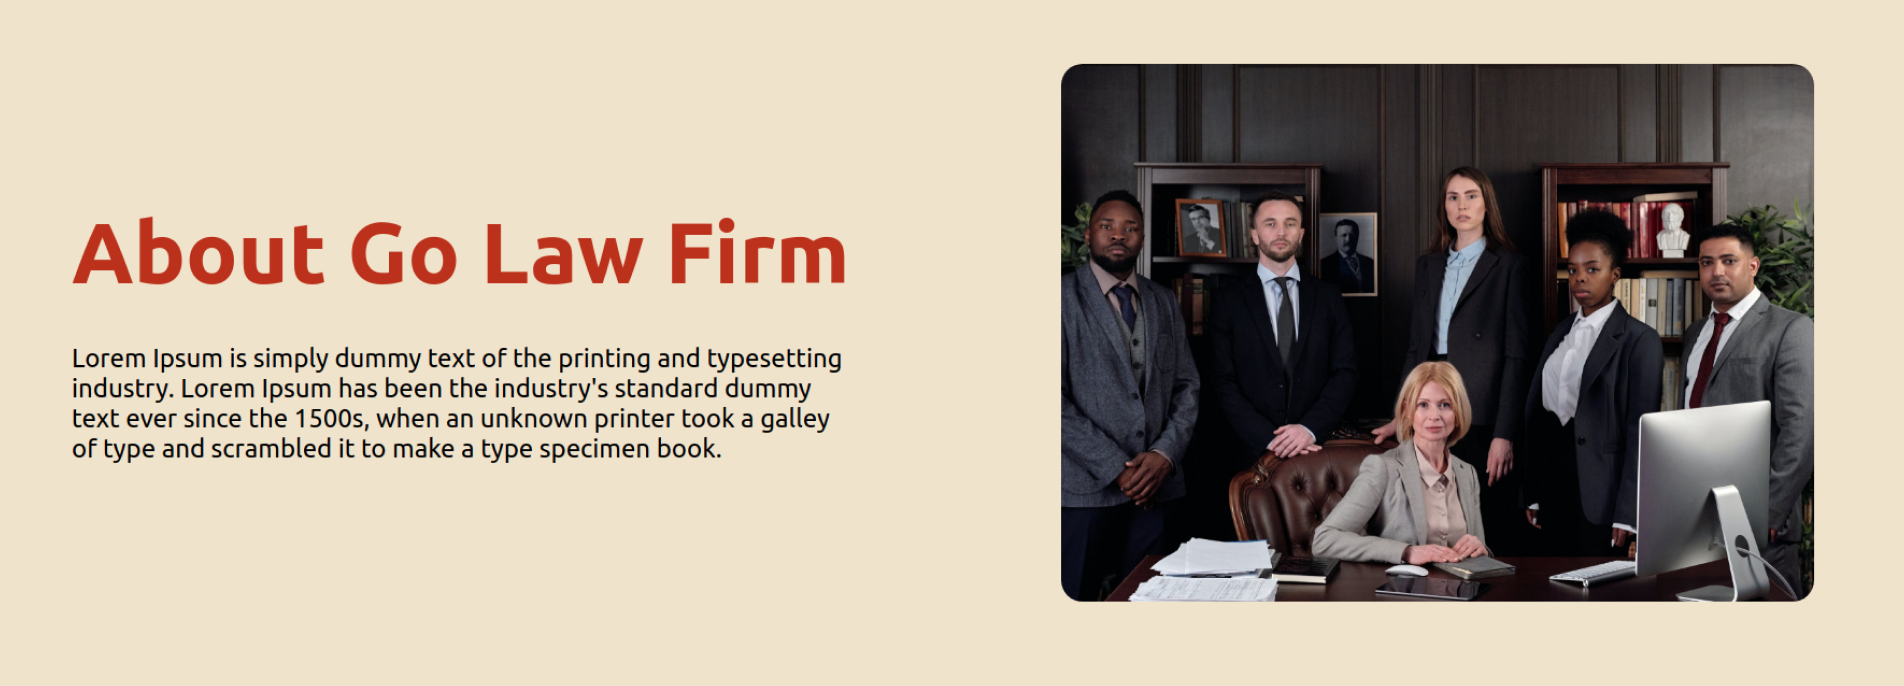 About Go Law Firm
Lorem Ipsum is simply dummy text of the printing and typesetting
industry. Lorem Ipsum has been the industry's standard dummy
text ever since the 1500s, when an unknown printer took a galley
of type and scrambled it to make a type specimen book.